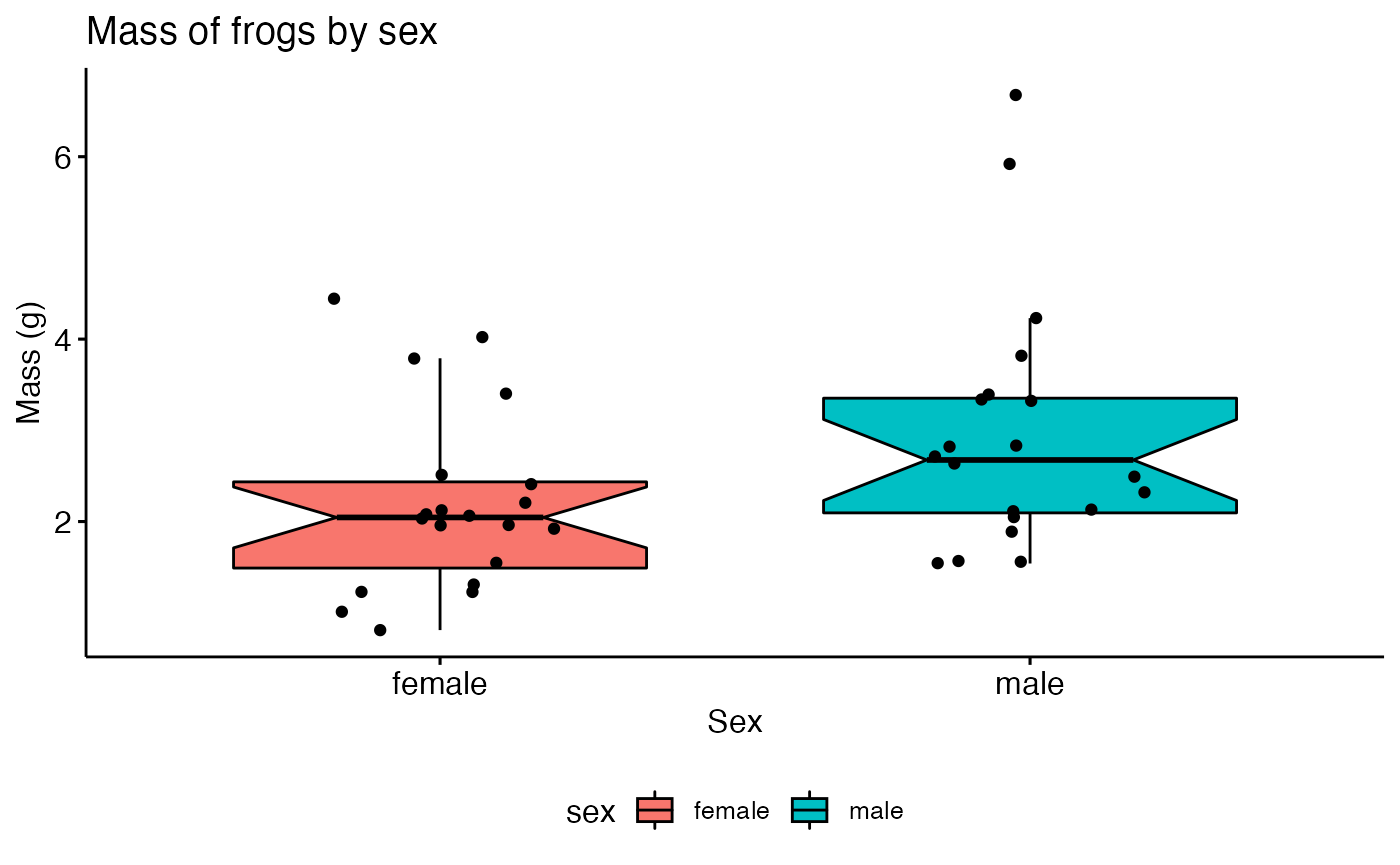 Mass of frogs by sex
6
4
2
Mass (g)
female male
Sex
sex female male